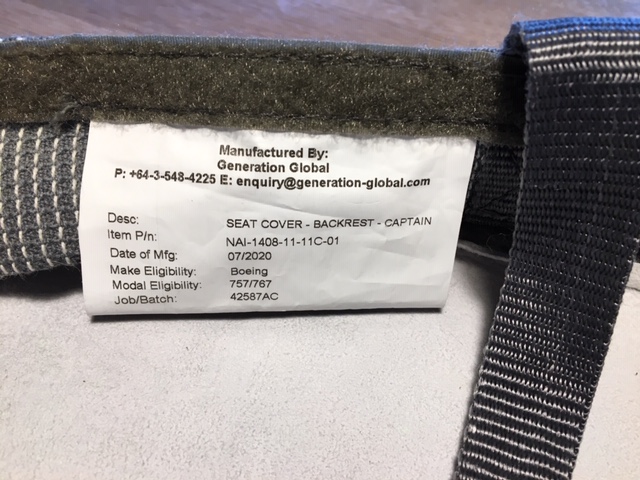 Manufactured By:
Generation Global
P: +64-3-548-4225 E: enquiry@generation-global.com
Desc: SEAT COVER - BACKREST - CAPTAIN
Item P/n: NAI-1408-11-11C-01
Date of Mfg: 07/2020
Make Eligibility: Boeing
Modal Eligibility: 757/767
Job/Batch: 42587AC